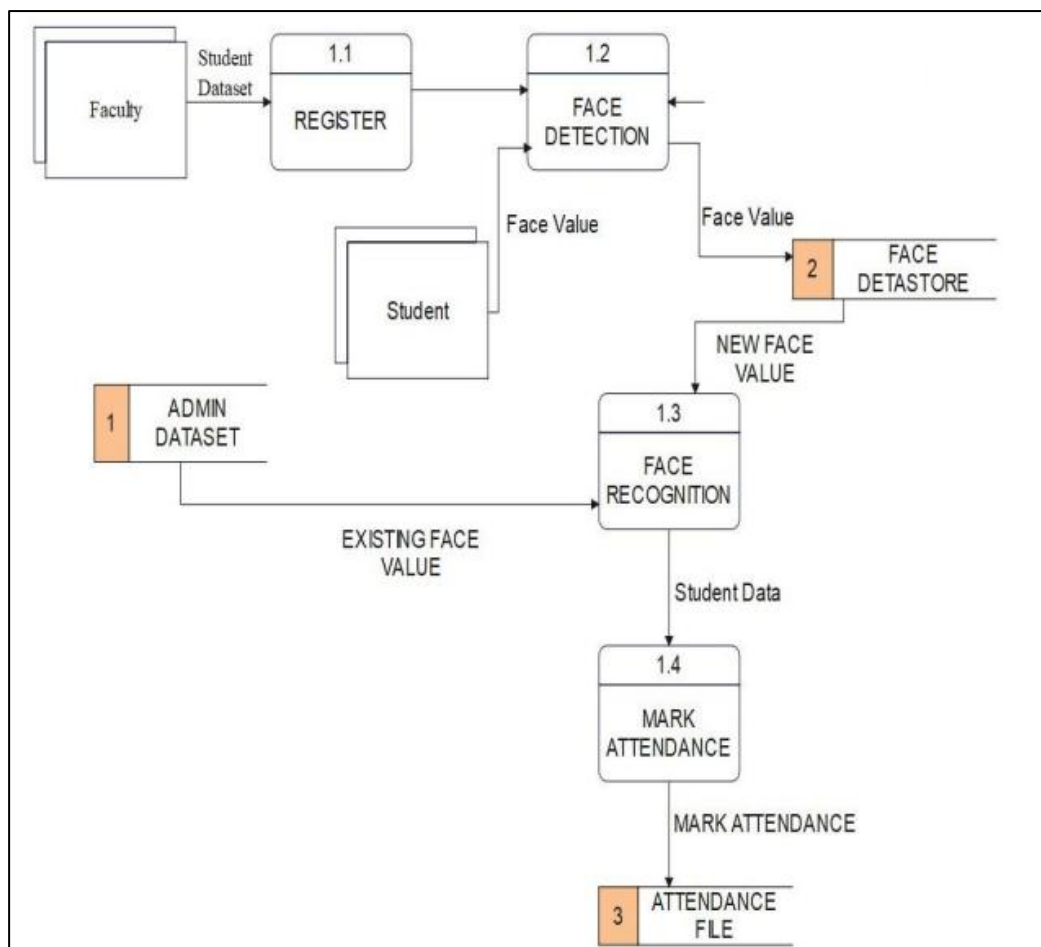 Student
Dataset
Faculty
1.1
REGISTER
1.2
FACE
DETECTION
Face Value
Student
Face Value
2
FACE
DETASTORE
NEW FACE
VALUE
1
ADMIN
DATASET
1.3
FACE
RECOGNITION
EXISTING FACE
VALUE
Student Data
1.4
MARK
ATTENDANCE
MARK ATTENDANCE
3
ATTENDANCE
FILE